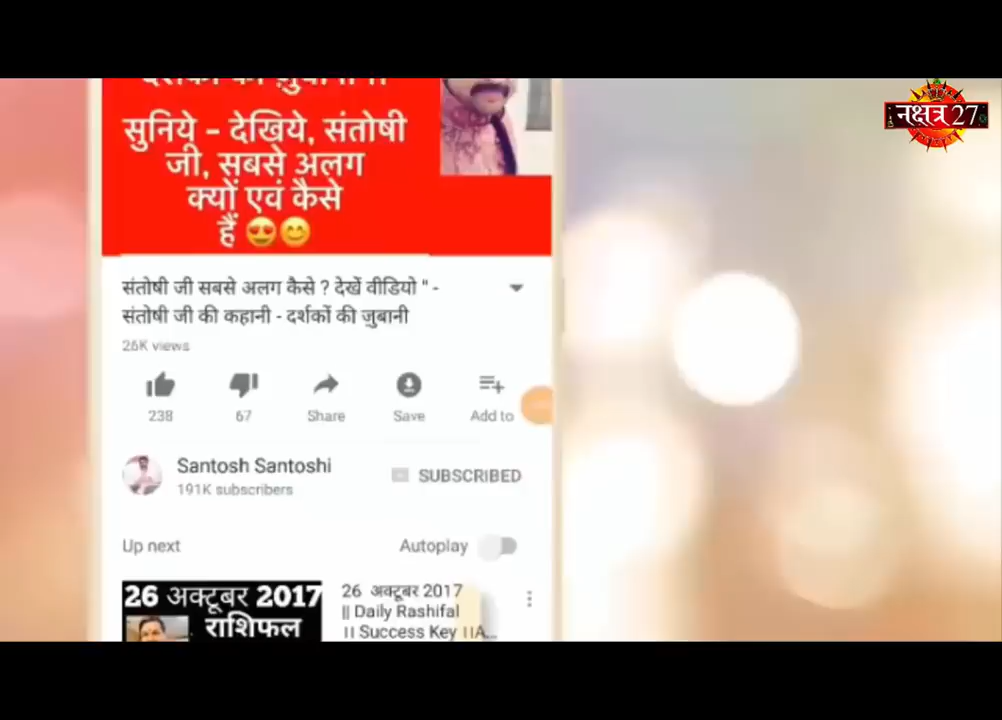 नक्षत्र 27
सुनिये - देखिये, संतोषी
जी, सबसे अलग
क्यों एवं कैसे
हैं 😍😊
संतोषी जी सबसे अलग कैसे ? देखें वीडियो " -
संतोषी जी की कहानी - दर्शकों की जुबानी
26K views
238
67
Share
Save
Add to
Santosh Santoshi
191K subscribers
SUBSCRIBED
Up next
Autoplay
26 अक्टूबर 2017
राशिफल
26 अक्टूबर 2017
|| Daily Rashifal
।। Success Key ।।A...